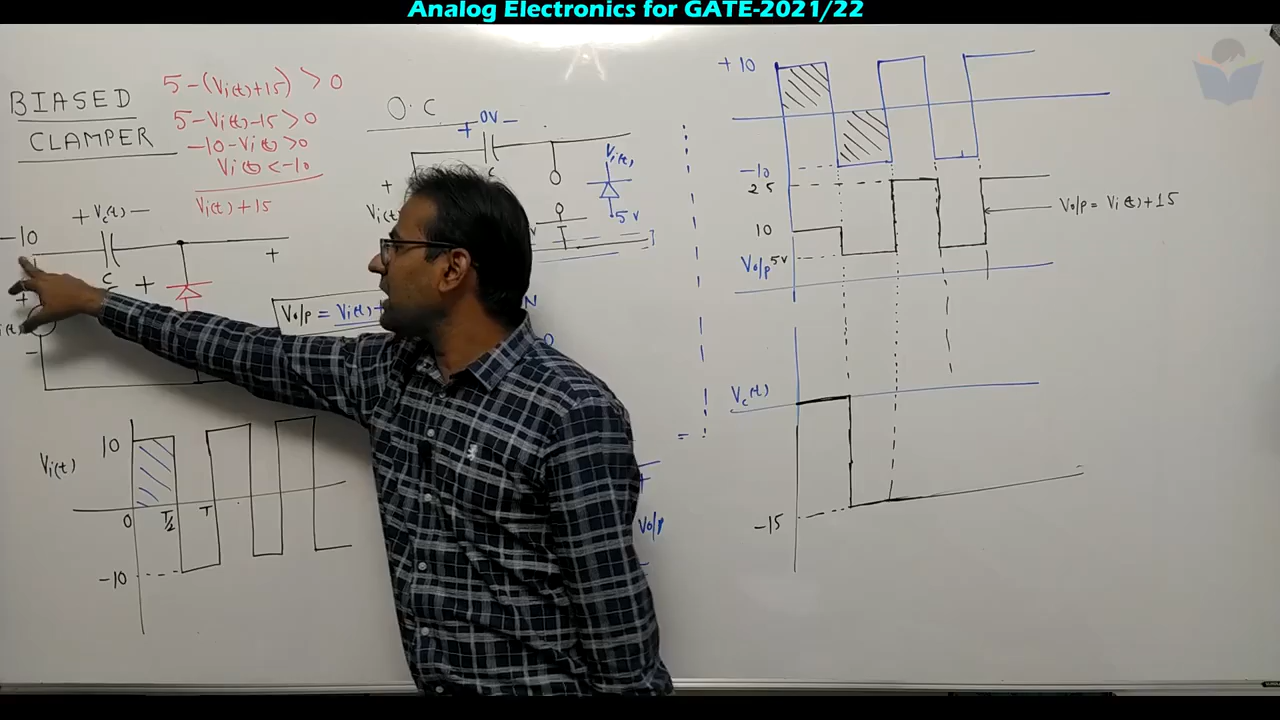 Analog Electronics for GATE-2021/22
BIASED
CLAMPER
5-(Vi(t)+15) > 0
5-Vi(t)-15 > 0
-10-Vi(t) > 0
Vi(t) < -10
Vi(t)+15
+ Vc(t) -
-10
C
+
+
+
-
O.C
+ 0V -
+
Vi(t)
Vi(t)
5V
Vo/p = Vi(t)+
Vi(t)
10
0
T/2
T
-10
+
Vo/p
-
+10
-10
25
10
Vo/p 5V
Vo/p = Vi(t)+15
Vc(t)
-15